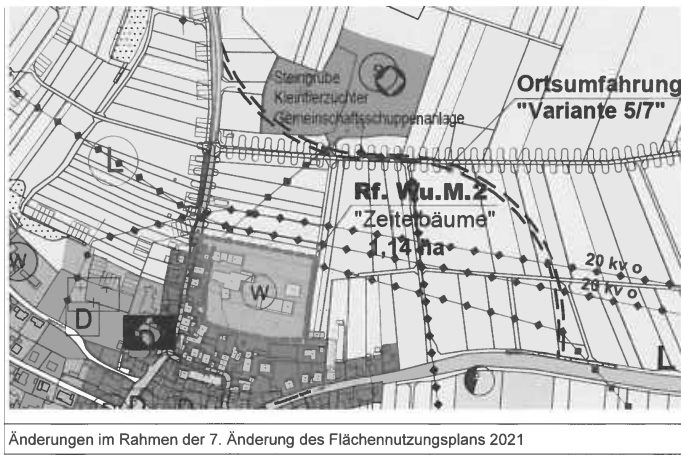 Steingrube
Kleintierzüchter
Gemeinschaftsschuppenanlage
Ortsumfahrung
"Variante 5/7"
L
Rf. Wu.M.2
"Zeitelbäume"
1,14 ha
20 kv o
20 kv o
W
W
D
D
L
D
D
Änderungen im Rahmen der 7. Änderung des Flächennutzungsplans 2021